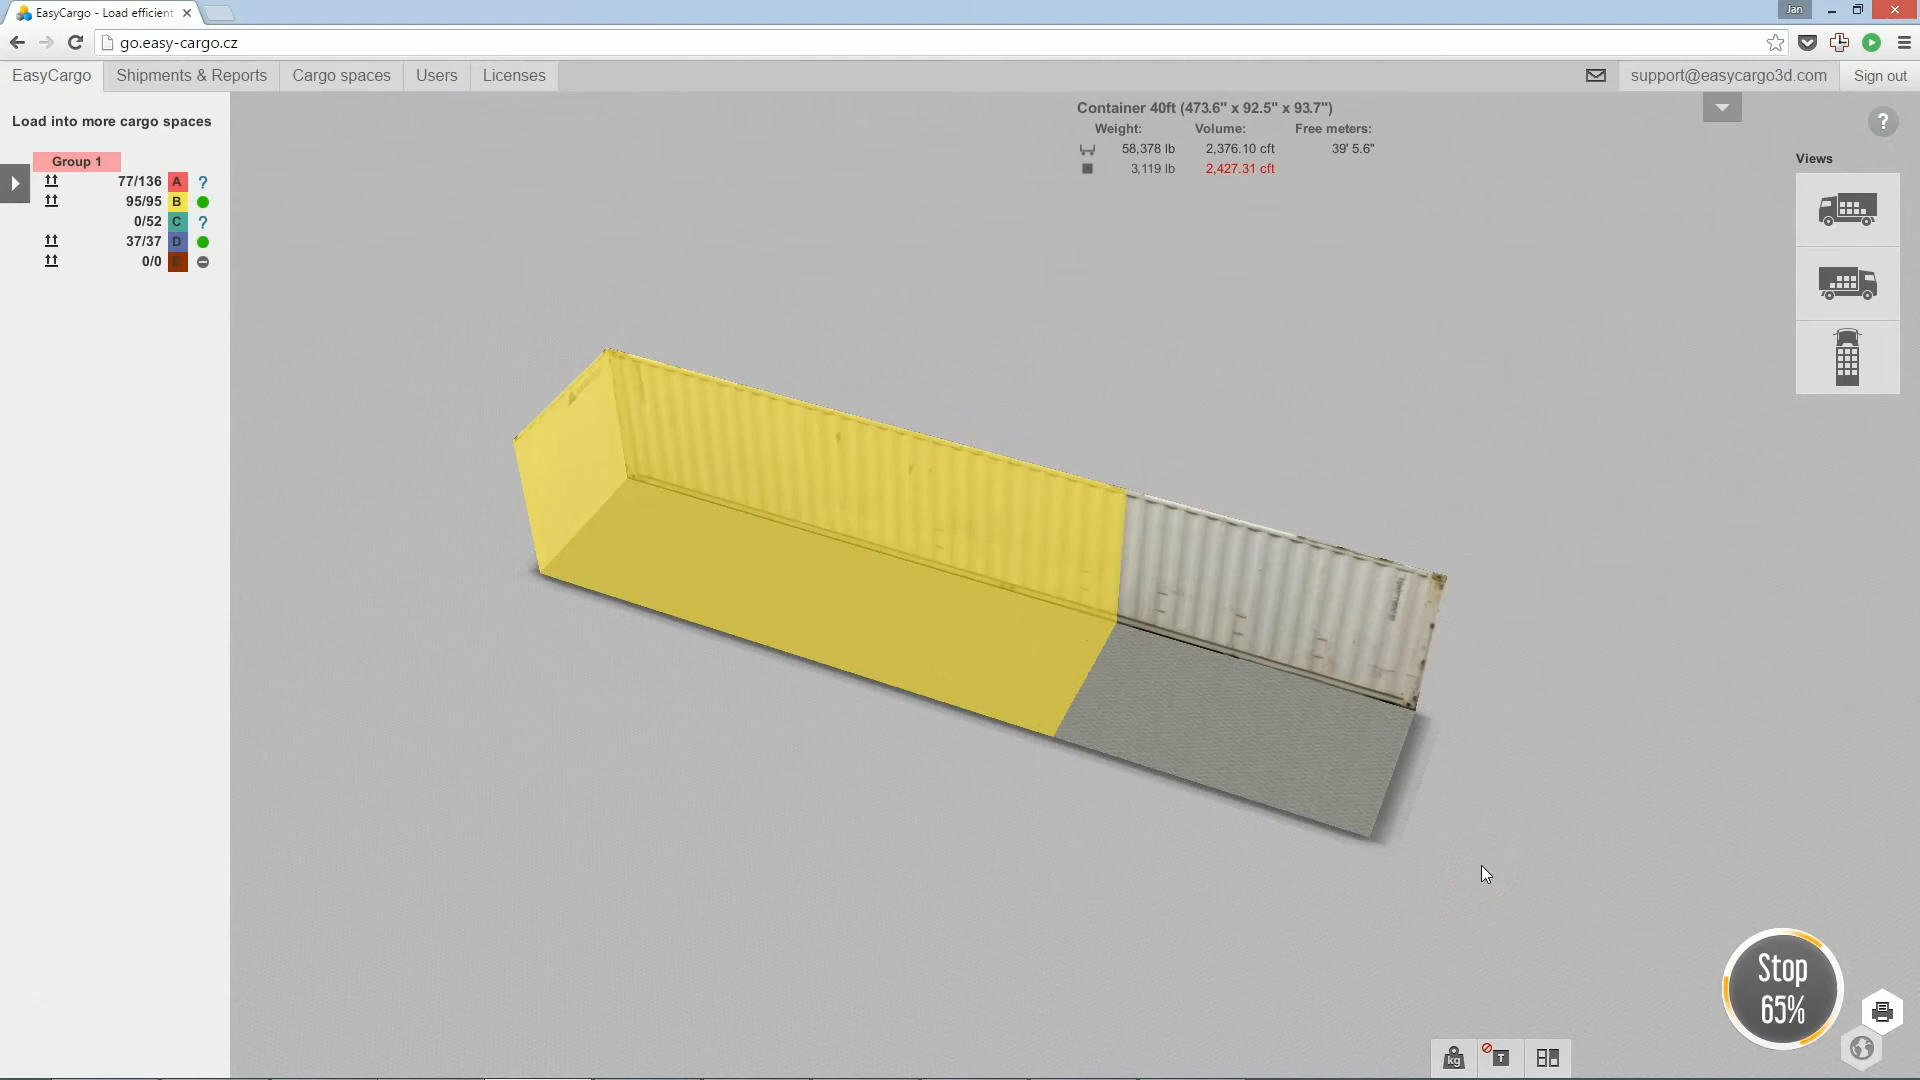 EasyCargo - Load efficient
Jan
go.easy-cargo.cz
EasyCargo
Shipments & Reports
Cargo spaces
Users
Licenses
support@easycargo3d.com
Sign out
Load into more cargo spaces
Container 40ft (473.6" x 92.5" x 93.7")
Weight: Volume: Free meters:
58,378 lb 2,376.10 cft 39' 5.6"
3,119 lb 2,427.31 cft
?
Views
Group 1
77/136 A ?
95/95 B
0/52 C ?
37/37 D
0/0 E
Stop
65%
kg
T